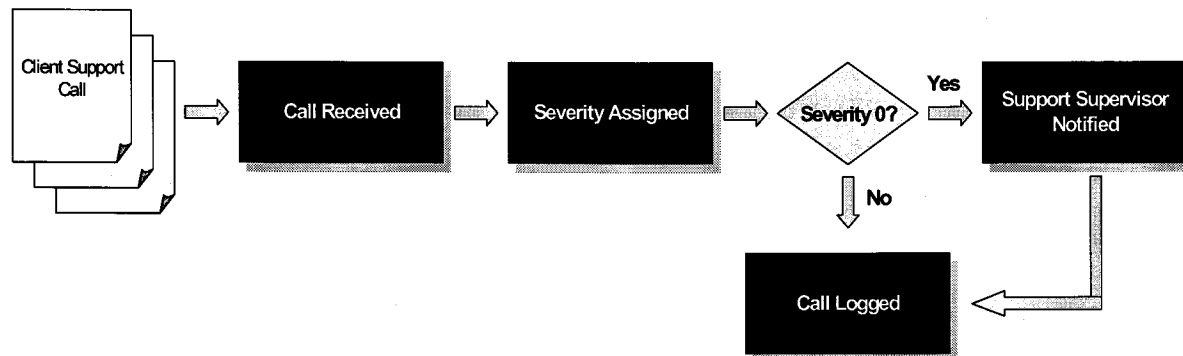 Client Support
Call
Call Received
Severity Assigned
Severity 0?
Yes
Support Supervisor
Notified
No
Call Logged